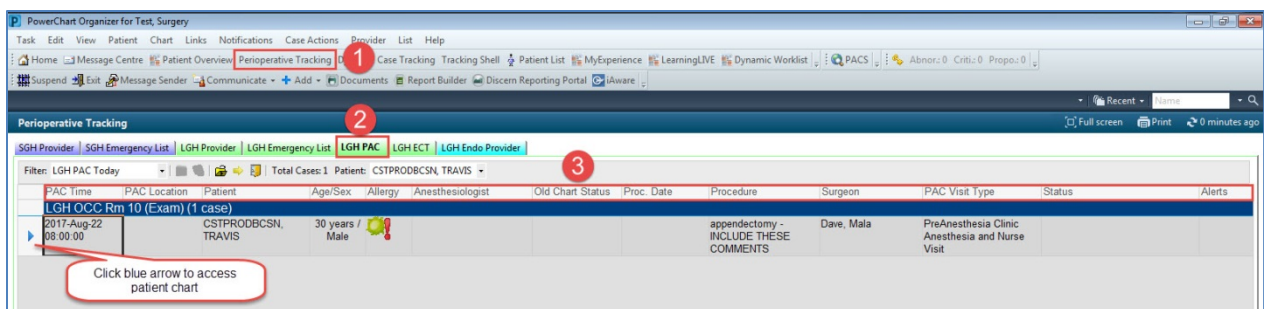 PowerChart Organizer for Test, Surgery
Task Edit View Patient Chart Links Notifications Case Actions Provider List Help
Home Message Centre Patient Overview Perioperative Tracking Case Tracking Tracking Shell Patient List MyExperience LearningLIVE Dynamic Worklist PACS Abnor.: 0 Criti.: 0 Propo.: 0
1
Suspend Exit Message Sender Communicate Add Documents Report Builder Discern Reporting Portal iAware
Recent Name
2
Perioperative Tracking Full screen Print 0 minutes ago
SGH Provider SGH Emergency List LGH Provider LGH Emergency List LGH PAC LGH ECT LGH Endo Provider
3
Filter: LGH PAC Today Total Cases: 1 Patient: CSTPRODBCSN, TRAVIS
PAC Time PAC Location Patient Age/Sex Allergy Anesthesiologist Old Chart Status Proc. Date Procedure Surgeon PAC Visit Type Status Alerts
LGH OCC Rm 10 (Exam) (1 case)
2017-Aug-22 CSTPRODBCSN, 30 years / appendectomy - Dave, Mala PreAnesthesia Clinic
08:00:00 TRAVIS Male INCLUDE THESE Anesthesia and Nurse
COMMENTS Visit
Click blue arrow to access
patient chart